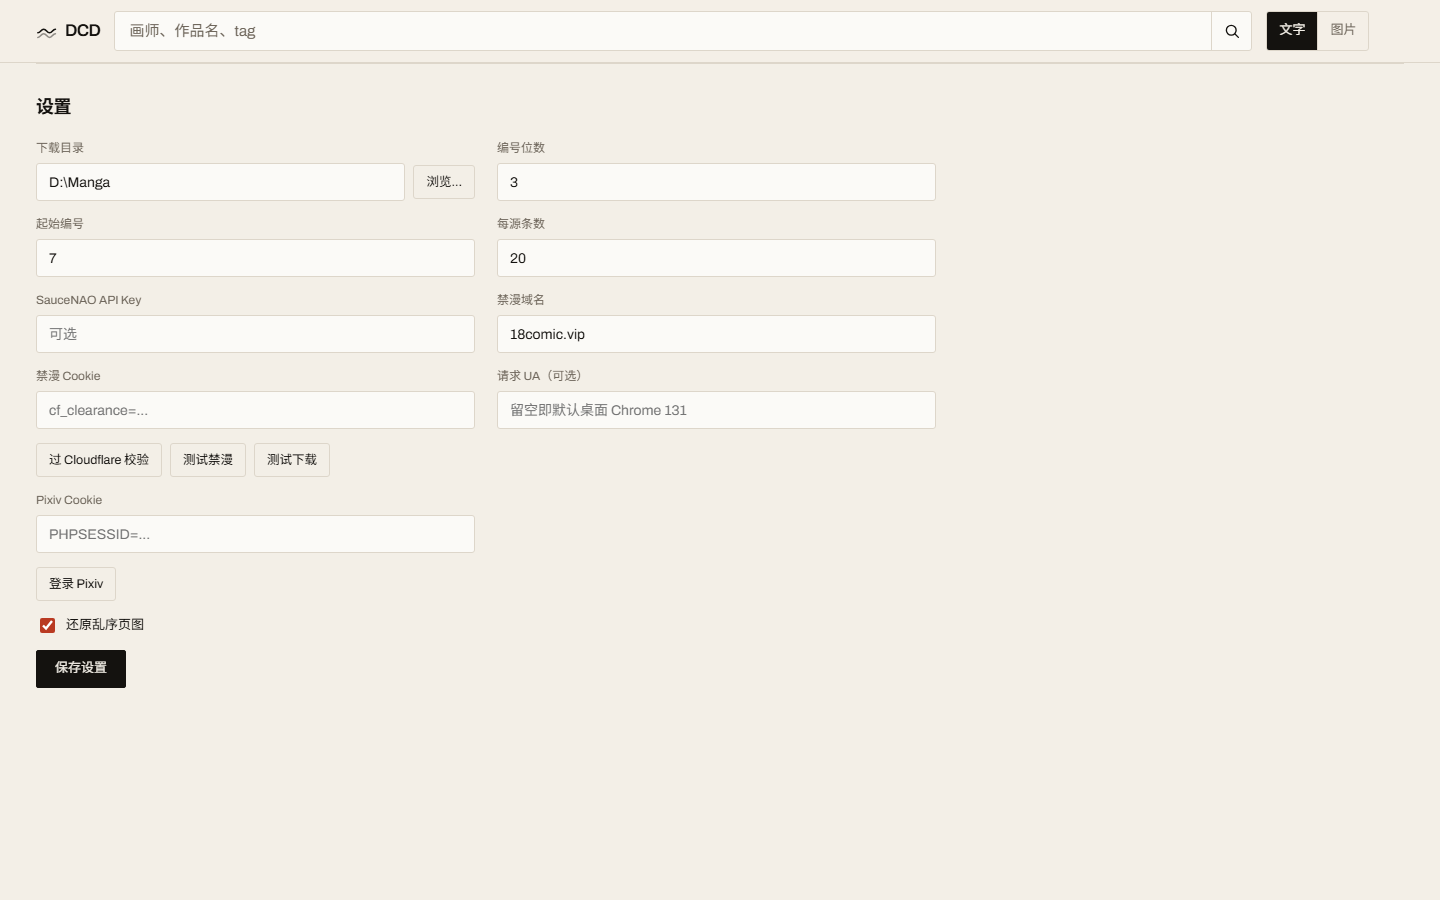 DCD
画师、作品名、tag
文字
图片
设置
下载目录
编号位数
D:\Manga
浏览...
3
起始编号
每源条数
7
20
SauceNAO API Key
禁漫域名
可选
18comic.vip
禁漫 Cookie
请求 UA（可选）
cf_clearance=...
留空即默认桌面 Chrome 131
过 Cloudflare 校验
测试禁漫
测试下载
Pixiv Cookie
PHPSESSID=...
登录 Pixiv
还原乱序页图
保存设置